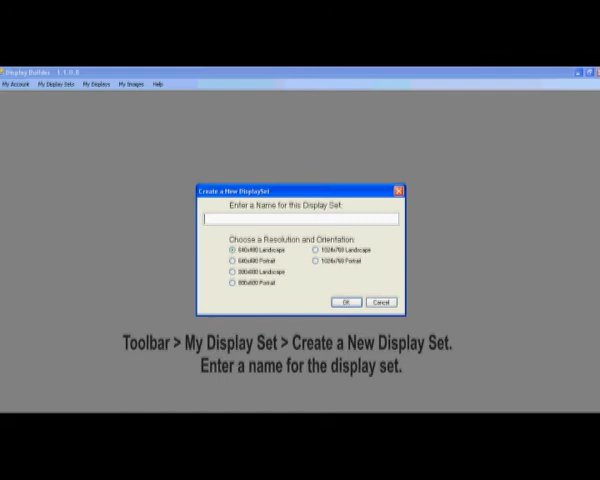 Display Builder 1.1.0.8
My Account My Display Sets My Displays My Images Help
Create a New DisplaySet
Enter a Name for this Display Set:
Choose a Resolution and Orientation:
640x480 Landscape 1024x768 Landscape
640x480 Portrait 1024x768 Portrait
800x600 Landscape
800x600 Portrait
OK Cancel
Toolbar > My Display Set > Create a New Display Set.
Enter a name for the display set.